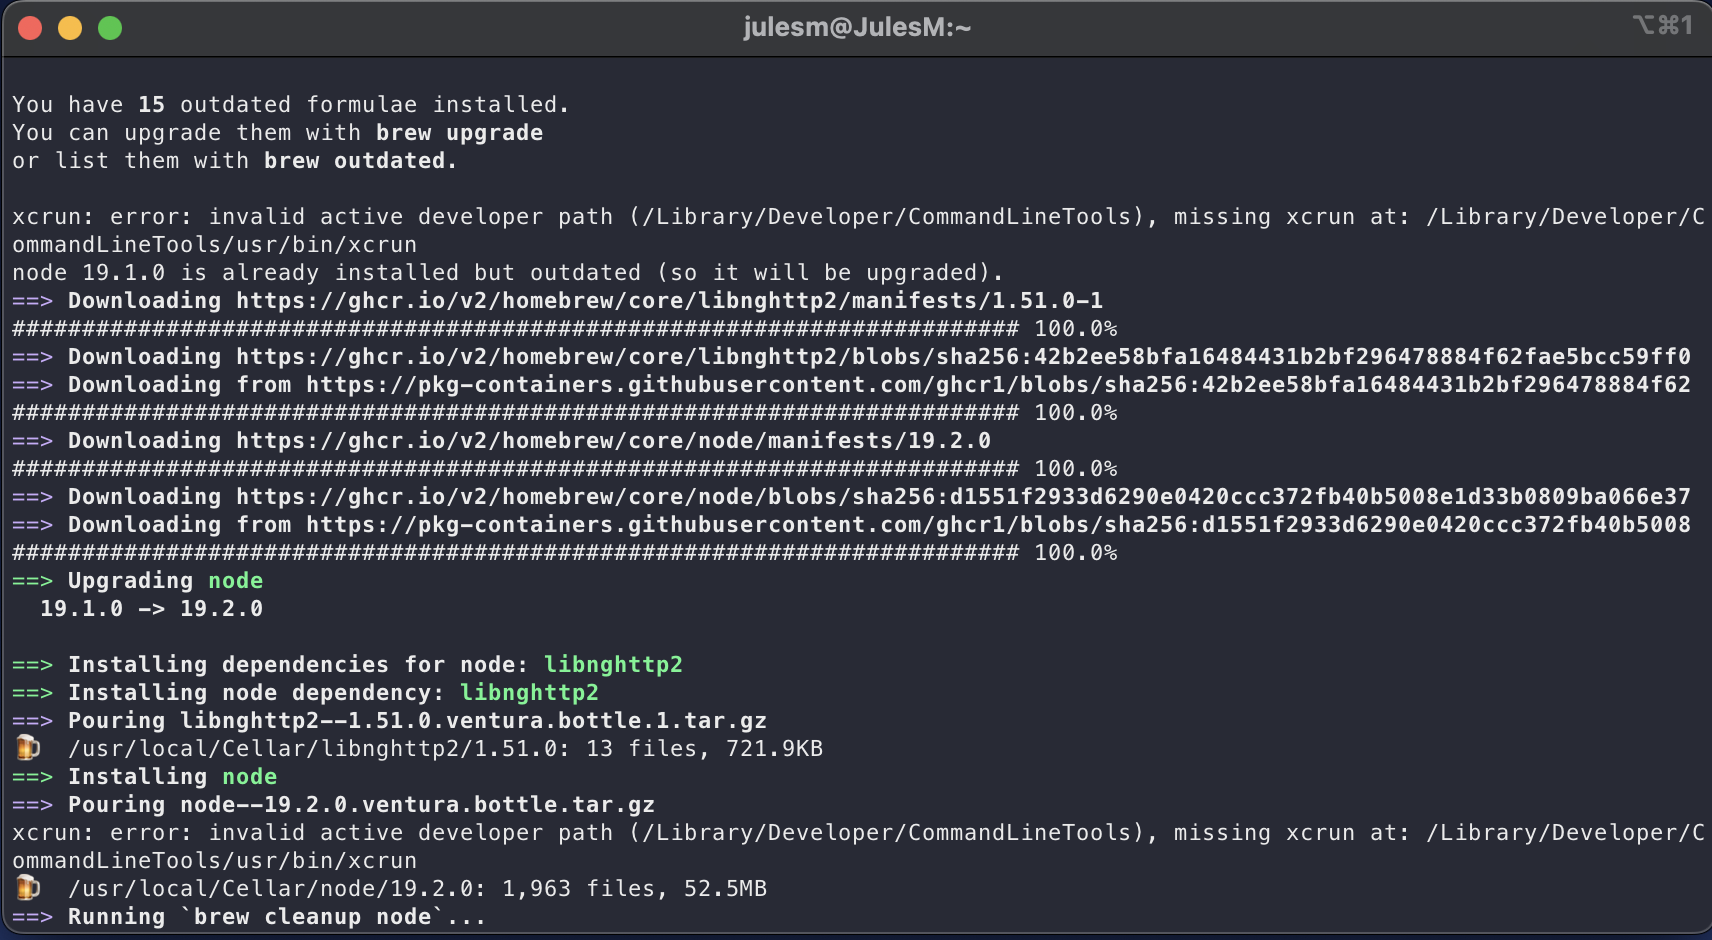 julesm@JulesM:~
⌥⌘1
You have 15 outdated formulae installed.
You can upgrade them with brew upgrade
or list them with brew outdated.
xcrun: error: invalid active developer path (/Library/Developer/CommandLineTools), missing xcrun at: /Library/Developer/C
ommandLineTools/usr/bin/xcrun
node 19.1.0 is already installed but outdated (so it will be upgraded).
==> Downloading https://ghcr.io/v2/homebrew/core/libnghttp2/manifests/1.51.0-1
######################################################################## 100.0%
==> Downloading https://ghcr.io/v2/homebrew/core/libnghttp2/blobs/sha256:42b2ee58bfa16484431b2bf296478884f62fae5bcc59ff0
==> Downloading from https://pkg-containers.githubusercontent.com/ghcr1/blobs/sha256:42b2ee58bfa16484431b2bf296478884f62
######################################################################## 100.0%
==> Downloading https://ghcr.io/v2/homebrew/core/node/manifests/19.2.0
######################################################################## 100.0%
==> Downloading https://ghcr.io/v2/homebrew/core/node/blobs/sha256:d1551f2933d6290e0420ccc372fb40b5008e1d33b0809ba066e37
==> Downloading from https://pkg-containers.githubusercontent.com/ghcr1/blobs/sha256:d1551f2933d6290e0420ccc372fb40b5008
######################################################################## 100.0%
==> Upgrading node
  19.1.0 -> 19.2.0
==> Installing dependencies for node: libnghttp2
==> Installing node dependency: libnghttp2
==> Pouring libnghttp2--1.51.0.ventura.bottle.1.tar.gz
🍺  /usr/local/Cellar/libnghttp2/1.51.0: 13 files, 721.9KB
==> Installing node
==> Pouring node--19.2.0.ventura.bottle.tar.gz
xcrun: error: invalid active developer path (/Library/Developer/CommandLineTools), missing xcrun at: /Library/Developer/C
ommandLineTools/usr/bin/xcrun
🍺  /usr/local/Cellar/node/19.2.0: 1,963 files, 52.5MB
==> Running `brew cleanup node`...